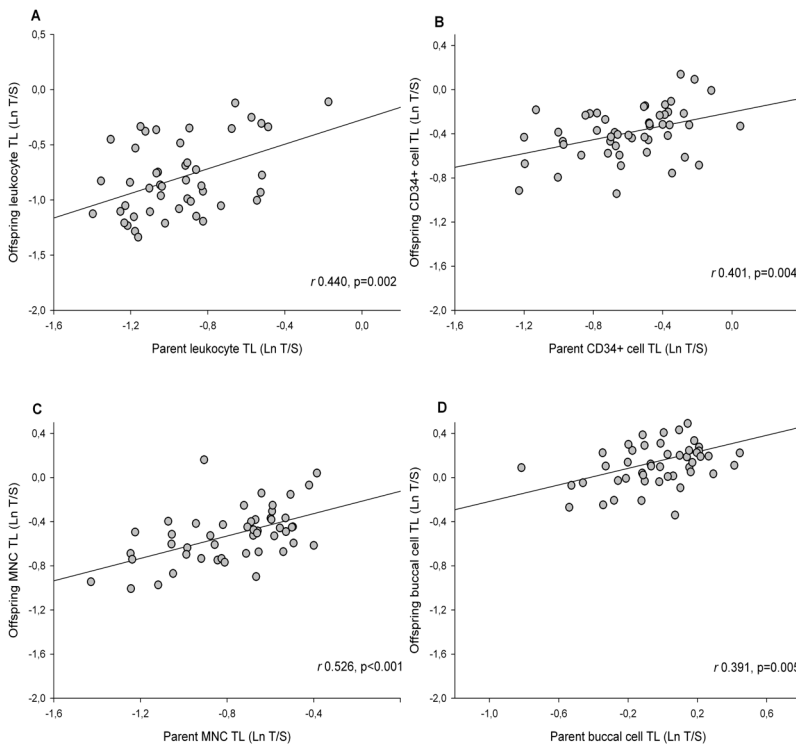 A
Offspring leukocyte TL (Ln T/S)
0,5
0,0
-0,5
-1,0
-1,5
-2,0
r 0.440, p=0.002
-1,6 -1,2 -0,8 -0,4 0,0
Parent leukocyte TL (Ln T/S)
B
Offspring CD34+ cell TL (Ln T/S)
0,4
0,0
-0,4
-0,8
-1,2
-1,6
-2,0
r 0.401, p=0.004
-1,6 -1,2 -0,8 -0,4 0,0
Parent CD34+ cell TL (Ln T/S)
C
Offspring MNC TL (Ln T/S)
0,4
0,0
-0,4
-0,8
-1,2
-1,6
-2,0
r 0.526, p<0.001
-1,6 -1,2 -0,8 -0,4
Parent MNC TL (Ln T/S)
D
Offspring buccal cell TL (Ln T/S)
0,4
0,0
-0,4
-0,8
-1,2
-1,6
-2,0
r 0.391, p=0.005
-1,0 -0,6 -0,2 0,2 0,6
Parent buccal cell TL (Ln T/S)